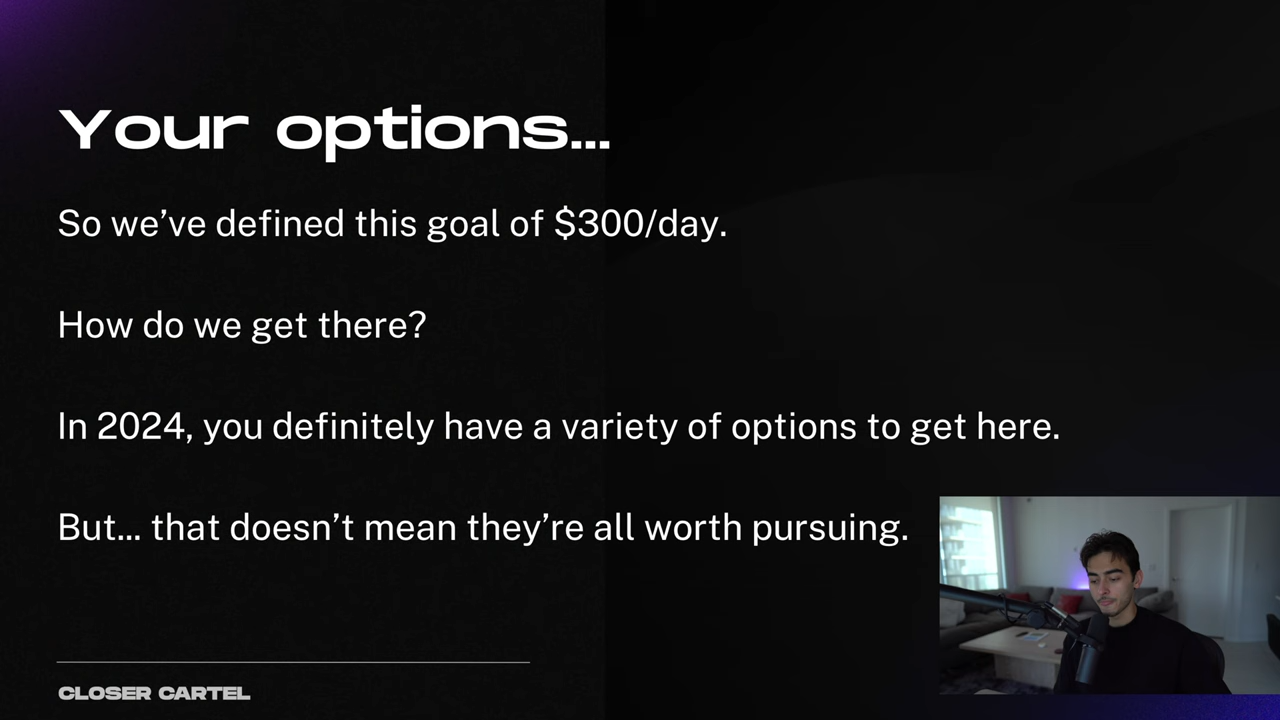 Your options...
So we’ve defined this goal of $300/day.
How do we get there?
In 2024, you definitely have a variety of options to get here.
But... that doesn’t mean they’re all worth pursuing.
CLOSER CARTEL